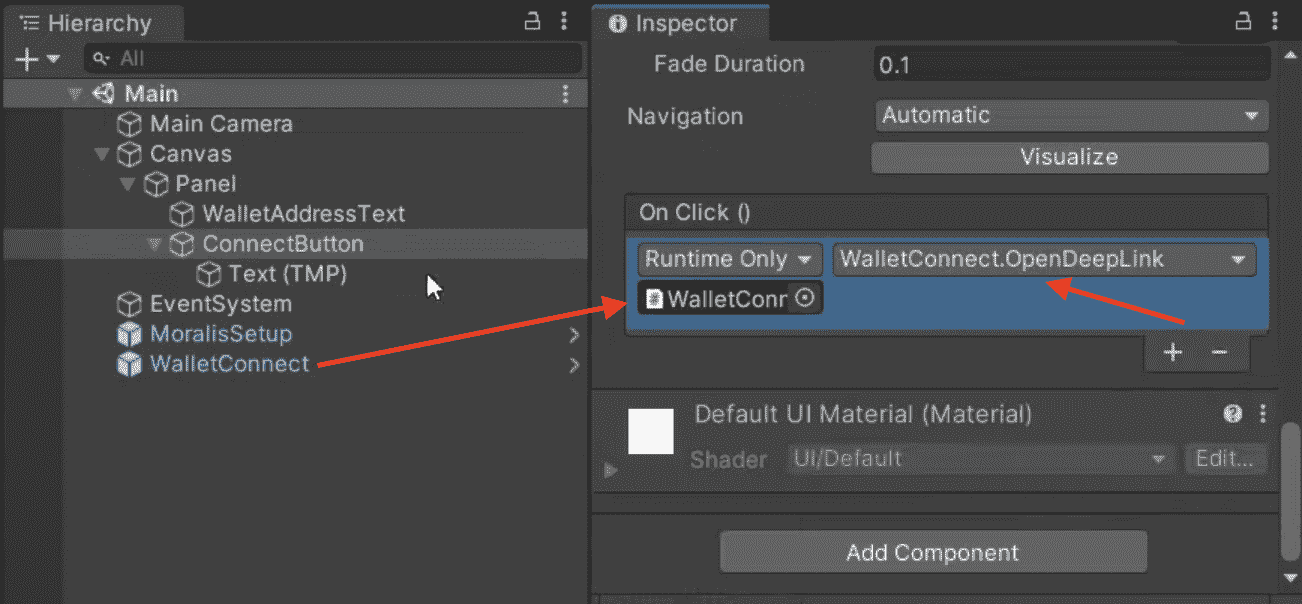 Hierarchy
All
Main
Main Camera
Canvas
Panel
WalletAddressText
ConnectButton
Text (TMP)
EventSystem
MoralisSetup
WalletConnect
Inspector
Fade Duration 0.1
Navigation Automatic
Visualize
On Click ()
Runtime Only WalletConnect.OpenDeepLink
WalletConn
Default UI Material (Material)
Shader UI/Default Edit...
Add Component